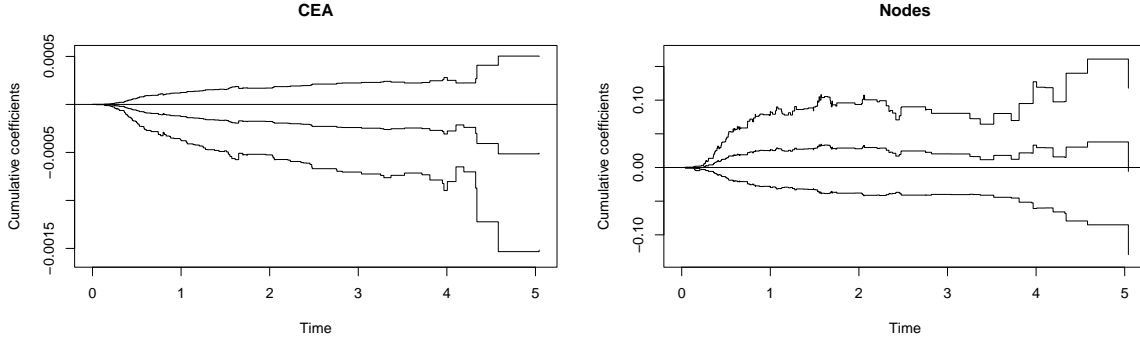 CEA
Cumulative coefficients
0.0005
−0.0005
−0.0015
0 1 2 3 4 5
Time
Nodes
Cumulative coefficients
0.10
0.00
−0.10
0 1 2 3 4 5
Time